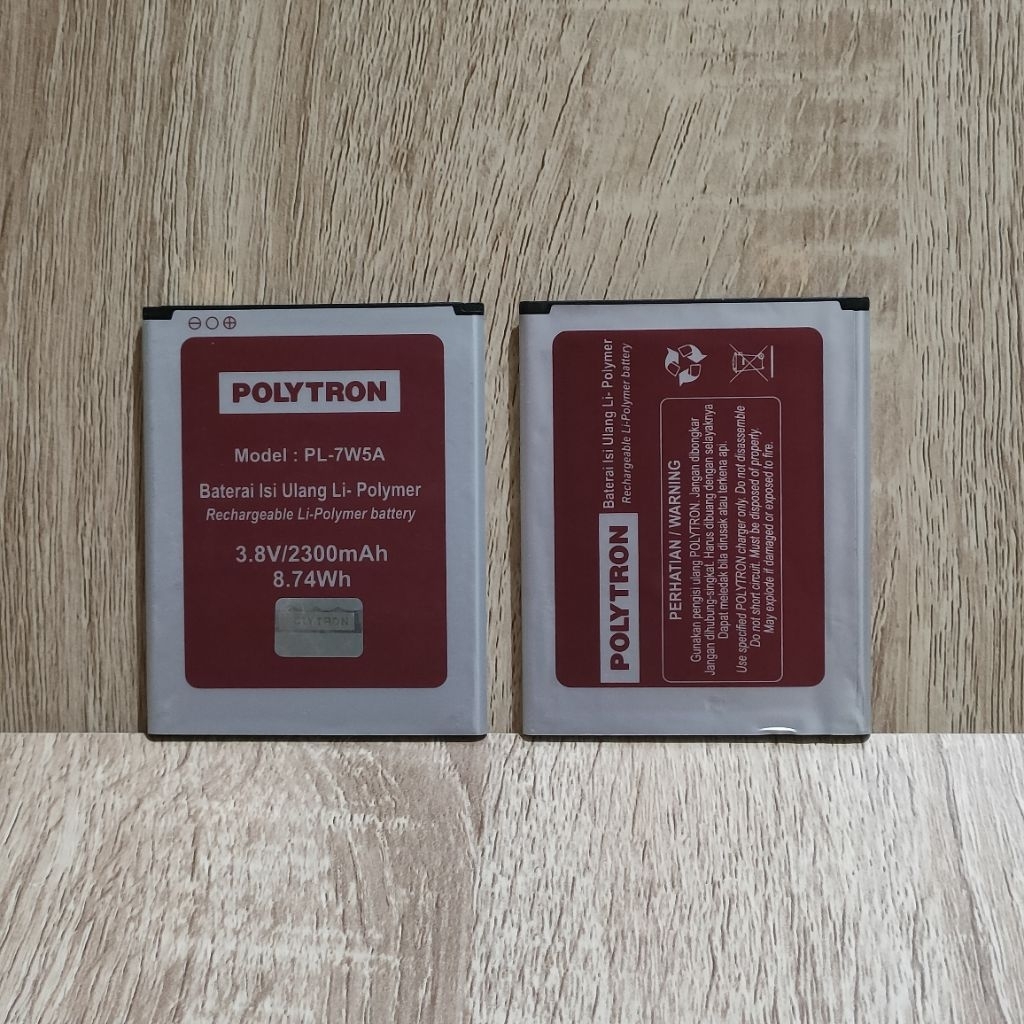 POLYTRON
Model : PL-7W5A
Baterai Isi Ulang Li- Polymer
Rechargeable Li-Polymer battery
3.8V/2300mAh
8.74Wh
POLYTRON
POLYTRON
Baterai Isi Ulang Li- Polymer
Rechargeable Li-Polymer battery
PERHATIAN / WARNING
Gunakan pengisi ulang POLYTRON. Jangan dibongkar
Jangan dihubung-singkat. Harus dibuang dengan selayaknya
Dapat meledak bila dirusak atau terkena api.
Use specified POLYTRON charger only. Do not disassemble
Do not short circuit. Must be disposed of properly.
May explode if damaged or exposed to fire.